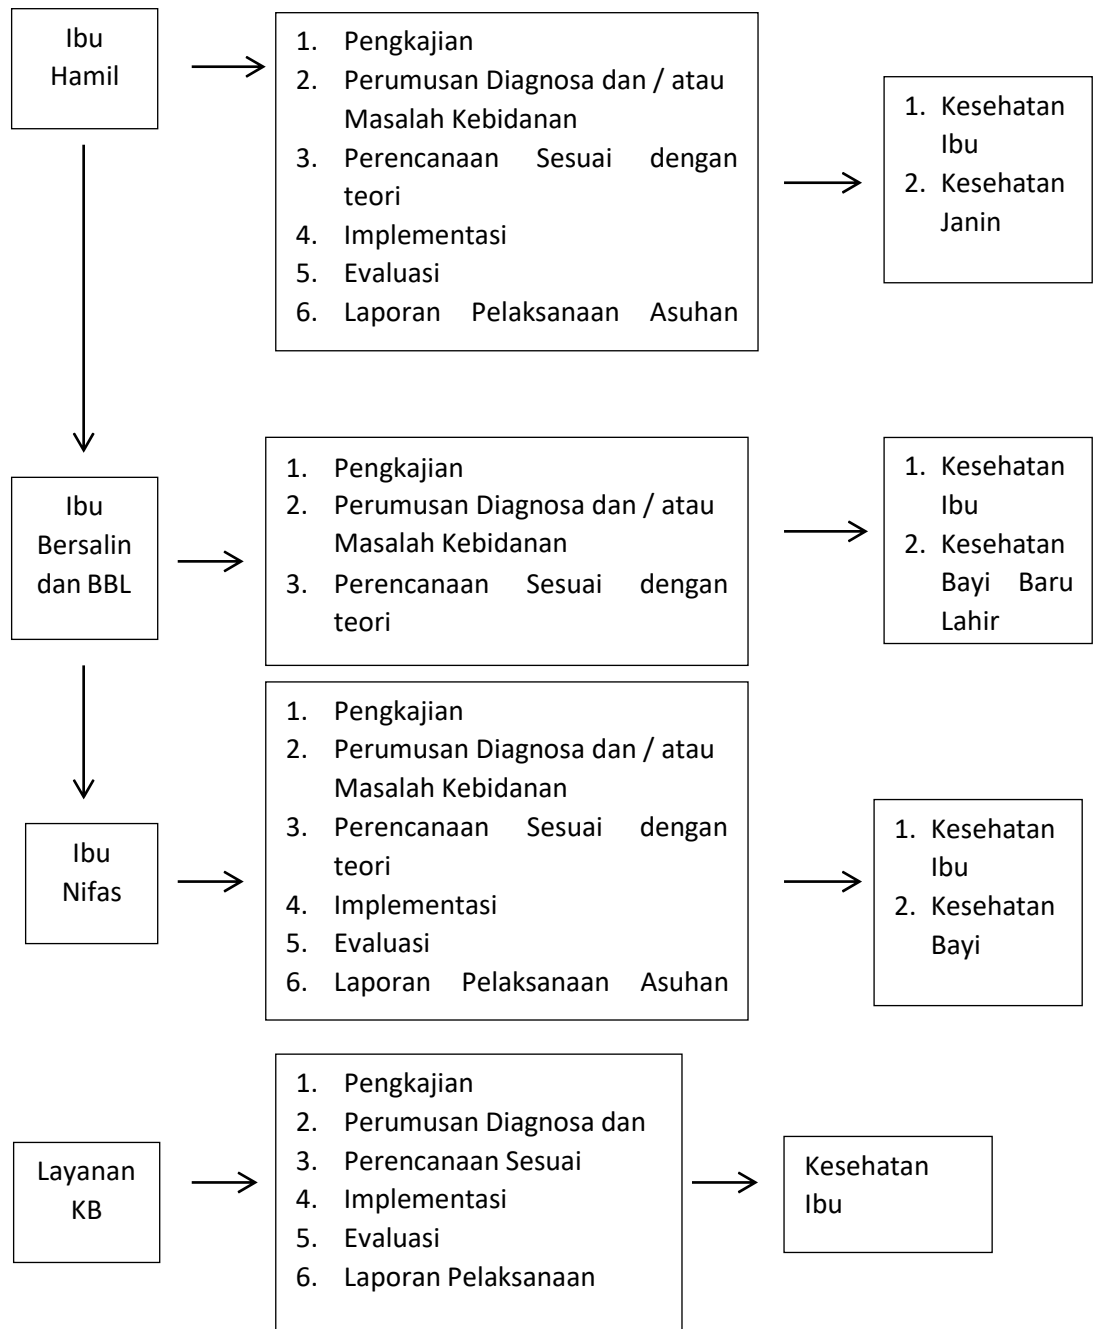 Ibu
Hamil
1. Pengkajian
2. Perumusan Diagnosa dan / atau
Masalah Kebidanan
3. Perencanaan Sesuai dengan
teori
4. Implementasi
5. Evaluasi
6. Laporan Pelaksanaan Asuhan
1. Kesehatan
Ibu
2. Kesehatan
Janin
Ibu
Bersalin
dan BBL
1. Pengkajian
2. Perumusan Diagnosa dan / atau
Masalah Kebidanan
3. Perencanaan Sesuai dengan
teori
1. Kesehatan
Ibu
2. Kesehatan
Bayi Baru
Lahir
Ibu
Nifas
1. Pengkajian
2. Perumusan Diagnosa dan / atau
Masalah Kebidanan
3. Perencanaan Sesuai dengan
teori
4. Implementasi
5. Evaluasi
6. Laporan Pelaksanaan Asuhan
1. Kesehatan
Ibu
2. Kesehatan
Bayi
Layanan
KB
1. Pengkajian
2. Perumusan Diagnosa dan
3. Perencanaan Sesuai
4. Implementasi
5. Evaluasi
6. Laporan Pelaksanaan
Kesehatan
Ibu